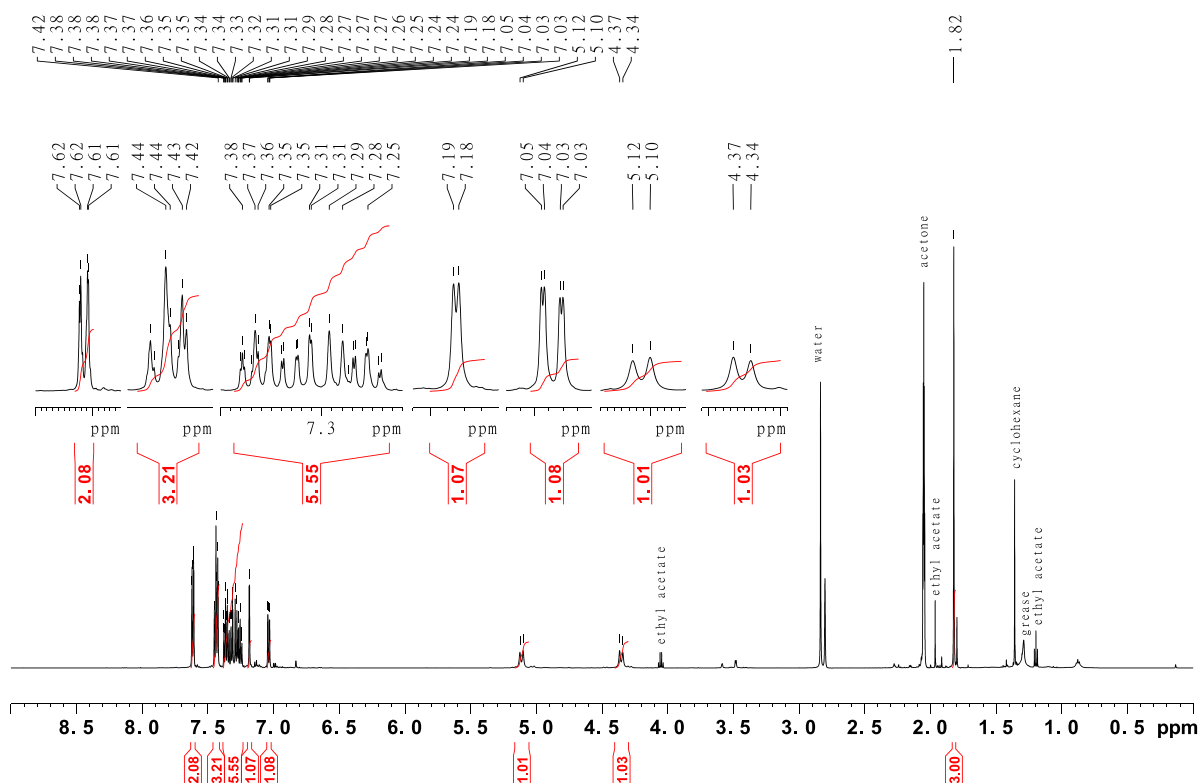 7.42 7.38 7.38 7.38 7.37 7.37 7.36 7.35 7.35 7.34 7.34 7.33 7.32 7.31 7.31 7.29 7.28 7.27 7.27 7.27 7.26 7.25 7.24 7.24 7.19 7.18 7.05 7.04 7.03 7.03 5.12 5.10 4.37 4.34 1.82
7.62 7.62 7.61 7.61 7.44 7.44 7.43 7.42 7.38 7.37 7.36 7.35 7.35 7.31 7.31 7.29 7.28 7.25 7.19 7.18 7.05 7.04 7.03 7.03 5.12 5.10 4.37 4.34
acetone
water
cyclohexane
ppm ppm 7.3 ppm ppm ppm ppm ppm
2.08 3.21 5.55 1.07 1.08 1.01 1.03
ethyl acetate
ethyl acetate
grease
ethyl acetate
8.5 8.0 7.5 7.0 6.5 6.0 5.5 5.0 4.5 4.0 3.5 3.0 2.5 2.0 1.5 1.0 0.5 ppm
2.08 3.21 5.55 1.07 1.08 1.01 1.03 3.00